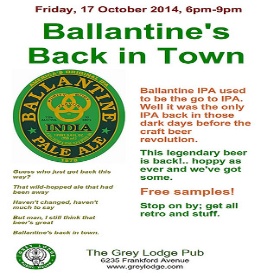 Friday, 17 October 2014, 6pm-9pm
Ballantine's
Back in Town
BALLANTINE
INDIA
PALE ALE
Ballantine IPA used
to be the go to IPA.
Well it was the only
IPA back in those
dark days before the
craft beer
revolution.
This legendary beer
is back!.. hoppy as
ever and we've got
some.
Free samples!
Stop on by; get all
retro and stuff.
Guess who just got back this
way?
That wild-hopped ale that had
been away
Haven't changed, haven't
much to say
But man, I still think that
beer's great
Ballantine's back in town.
The Grey Lodge Pub
6235 Frankford Avenue
www.greylodge.com